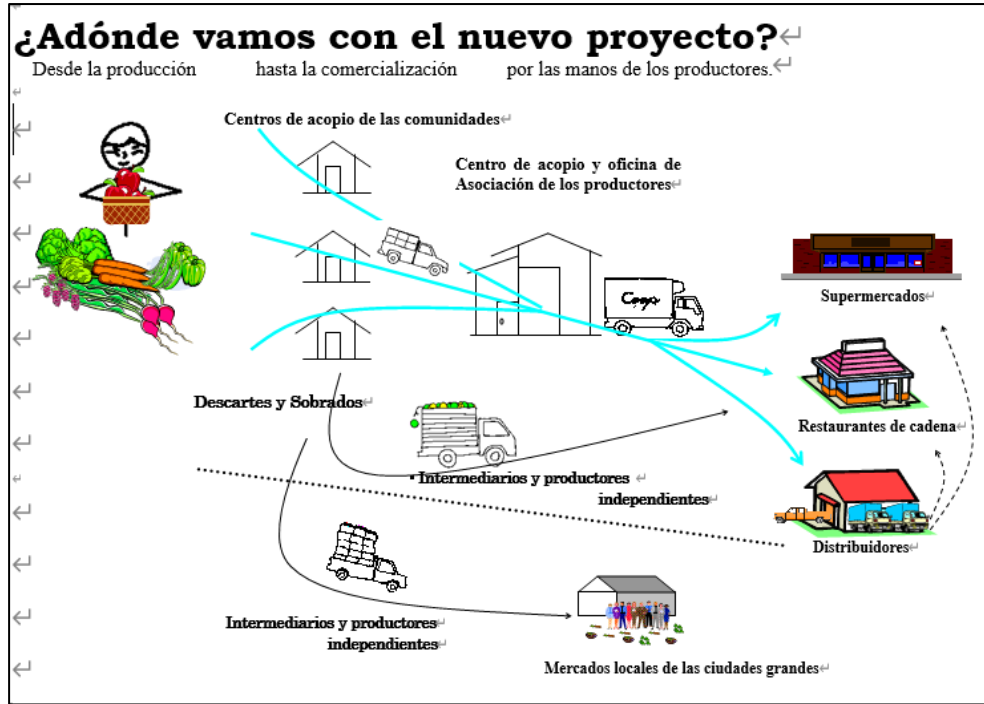 ¿Adónde vamos con el nuevo proyecto?
Desde la producción hasta la comercialización por las manos de los productores.
Centros de acopio de las comunidades
Centro de acopio y oficina de
Asociación de los productores
Coop
Supermercados
Descartes y Sobrados
Restaurantes de cadena
Intermediarios y productores
independientes
Distribuidores
Intermediarios y productores
independientes
Mercados locales de las ciudades grandes